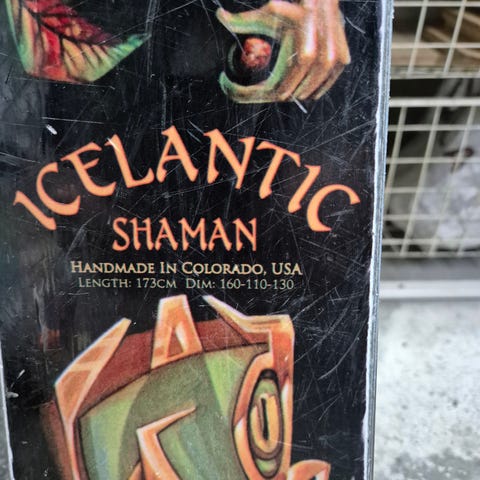 ICELANTIC
SHAMAN
HANDMADE IN COLORADO, USA
LENGTH: 173CM DIM: 160-110-130